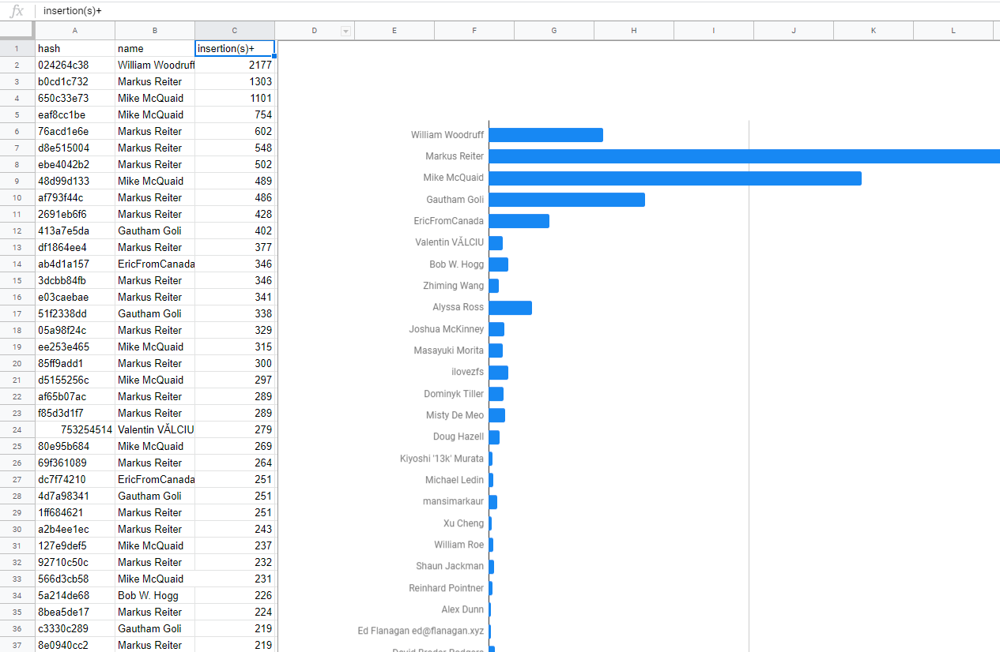 fx insertion(s)+
A B C D E F G H I J K L
1 hash name insertion(s)+
2 024264c38 William Woodruff 2177
3 b0cd1c732 Markus Reiter 1303
4 650c33e73 Mike McQuaid 1101
5 eaf8cc1be Mike McQuaid 754
6 76acd1e6e Markus Reiter 602
7 d8e515004 Markus Reiter 548
8 ebe4042b2 Markus Reiter 502
9 48d99d133 Mike McQuaid 489
10 af793f44c Markus Reiter 486
11 2691eb6f6 Markus Reiter 428
12 413a7e5da Gautham Goli 402
13 df1864ee4 Markus Reiter 377
14 ab4d1a157 EricFromCanada 346
15 3dcbb84fb Markus Reiter 346
16 e03caebae Markus Reiter 341
17 51f2338dd Gautham Goli 338
18 05a98f24c Markus Reiter 329
19 ee253e465 Mike McQuaid 315
20 85ff9add1 Markus Reiter 300
21 d5155256c Mike McQuaid 297
22 af65b07ac Markus Reiter 289
23 f85d3d1f7 Markus Reiter 289
24 753254514 Valentin VĂLCIU 279
25 80e95b684 Mike McQuaid 269
26 69f361089 Markus Reiter 264
27 dc7f74210 EricFromCanada 251
28 4d7a98341 Gautham Goli 251
29 1ff684621 Markus Reiter 251
30 a2b4ee1ec Markus Reiter 243
31 127e9def5 Mike McQuaid 237
32 92710c50c Markus Reiter 232
33 566d3cb58 Mike McQuaid 231
34 5a214de68 Bob W. Hogg 226
35 8bea5de17 Markus Reiter 224
36 c3330c289 Gautham Goli 219
37 8e0940cc2 Markus Reiter 219
William Woodruff
Markus Reiter
Mike McQuaid
Gautham Goli
EricFromCanada
Valentin VĂLCIU
Bob W. Hogg
Zhiming Wang
Alyssa Ross
Joshua McKinney
Masayuki Morita
ilovezfs
Dominyk Tiller
Misty De Meo
Doug Hazell
Kiyoshi '13k' Murata
Michael Ledin
mansimarkaur
Xu Cheng
William Roe
Shaun Jackman
Reinhard Pointner
Alex Dunn
Ed Flanagan ed@flanagan.xyz